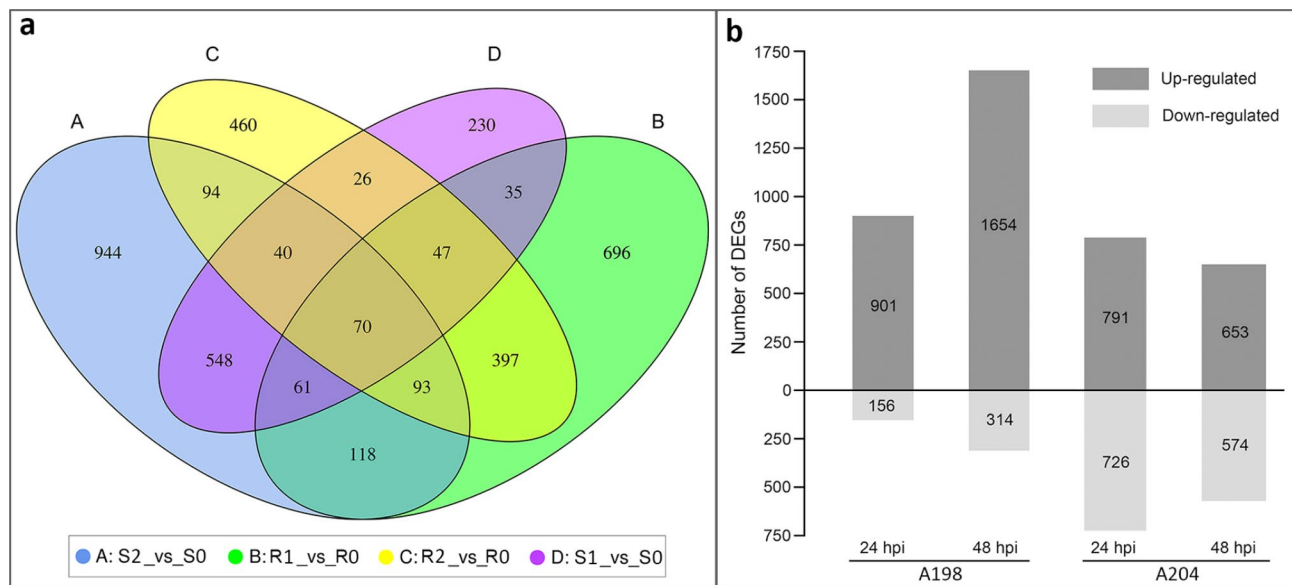 a
C
D
A
B
460
230
94
26
35
944
40
47
696
70
548
61
93
397
118
A: S2_vs_S0 B: R1_vs_R0 C: R2_vs_R0 D: S1_vs_S0
b
1750
1500
1250
1000
750
500
250
0
250
500
750
Number of DEGs
Up-regulated
Down-regulated
901
1654
791
653
156
314
726
574
24 hpi 48 hpi 24 hpi 48 hpi
A198 A204